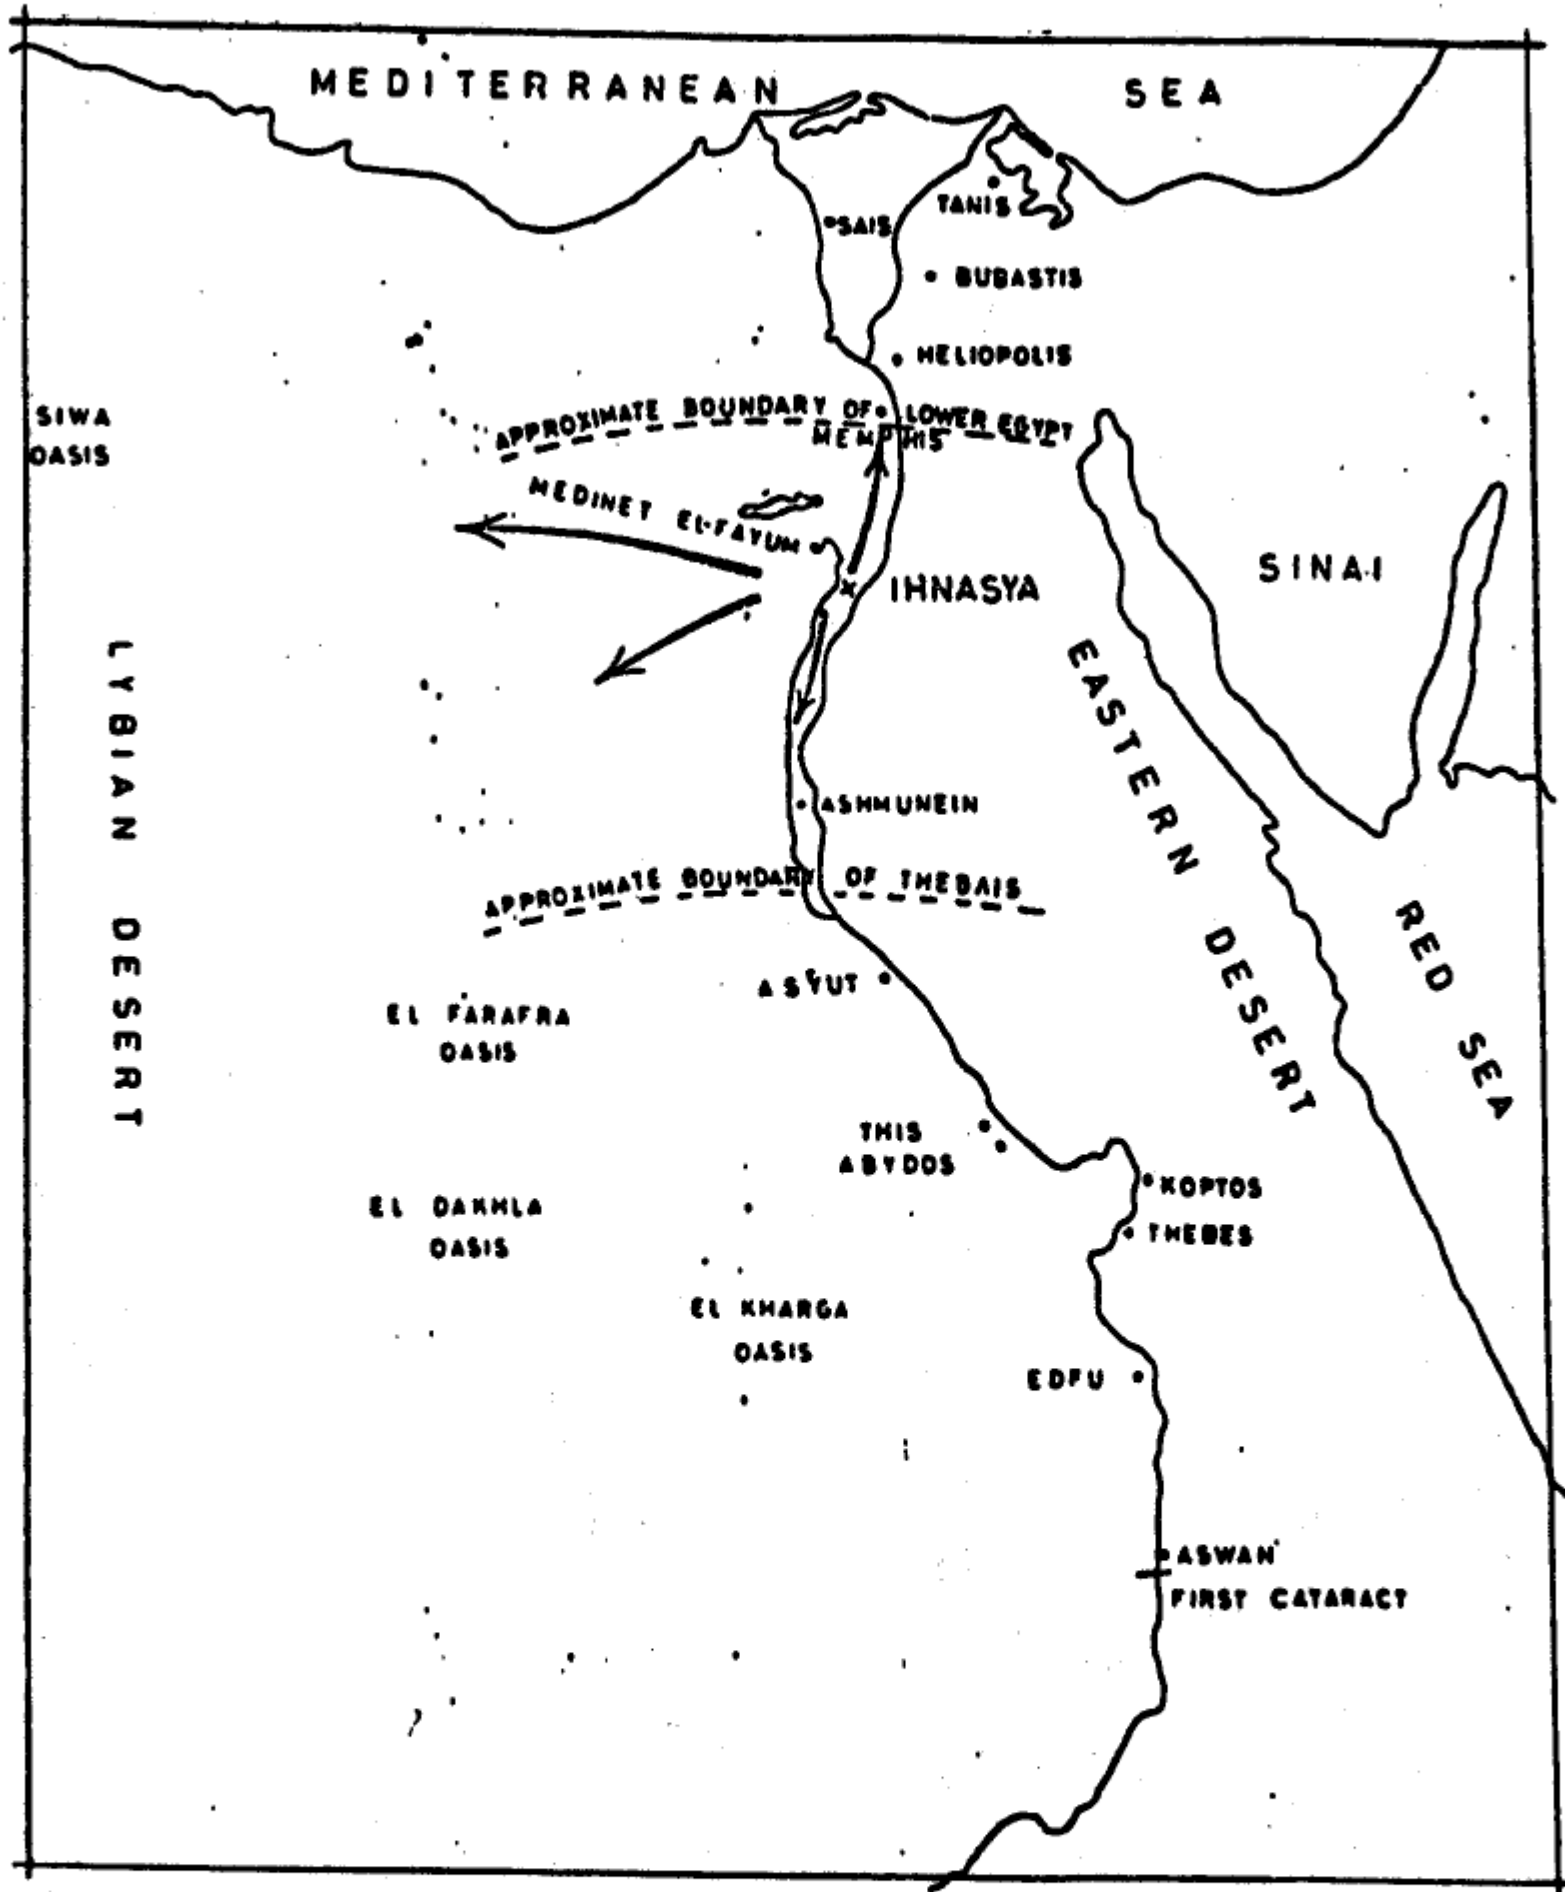 MEDITERRANEAN SEA
TANIS
SAIS
BUBASTIS
HELIOPOLIS
SIWA
OASIS
APPROXIMATE BOUNDARY OF LOWER EGYPT
MEMPHIS
MEDINET EL-FAYUM
SINAI
IHNASYA
LYBIAN DESERT
EASTERN DESERT
ASHMUNEIN
APPROXIMATE BOUNDARY OF THEBAIS
RED SEA
ASYUT
EL FARAFRA
OASIS
THIS
ABYDOS
KOPTOS
EL DAKHLA
OASIS
THEBES
EL KHARGA
OASIS
EDFU
ASWAN
FIRST CATARACT